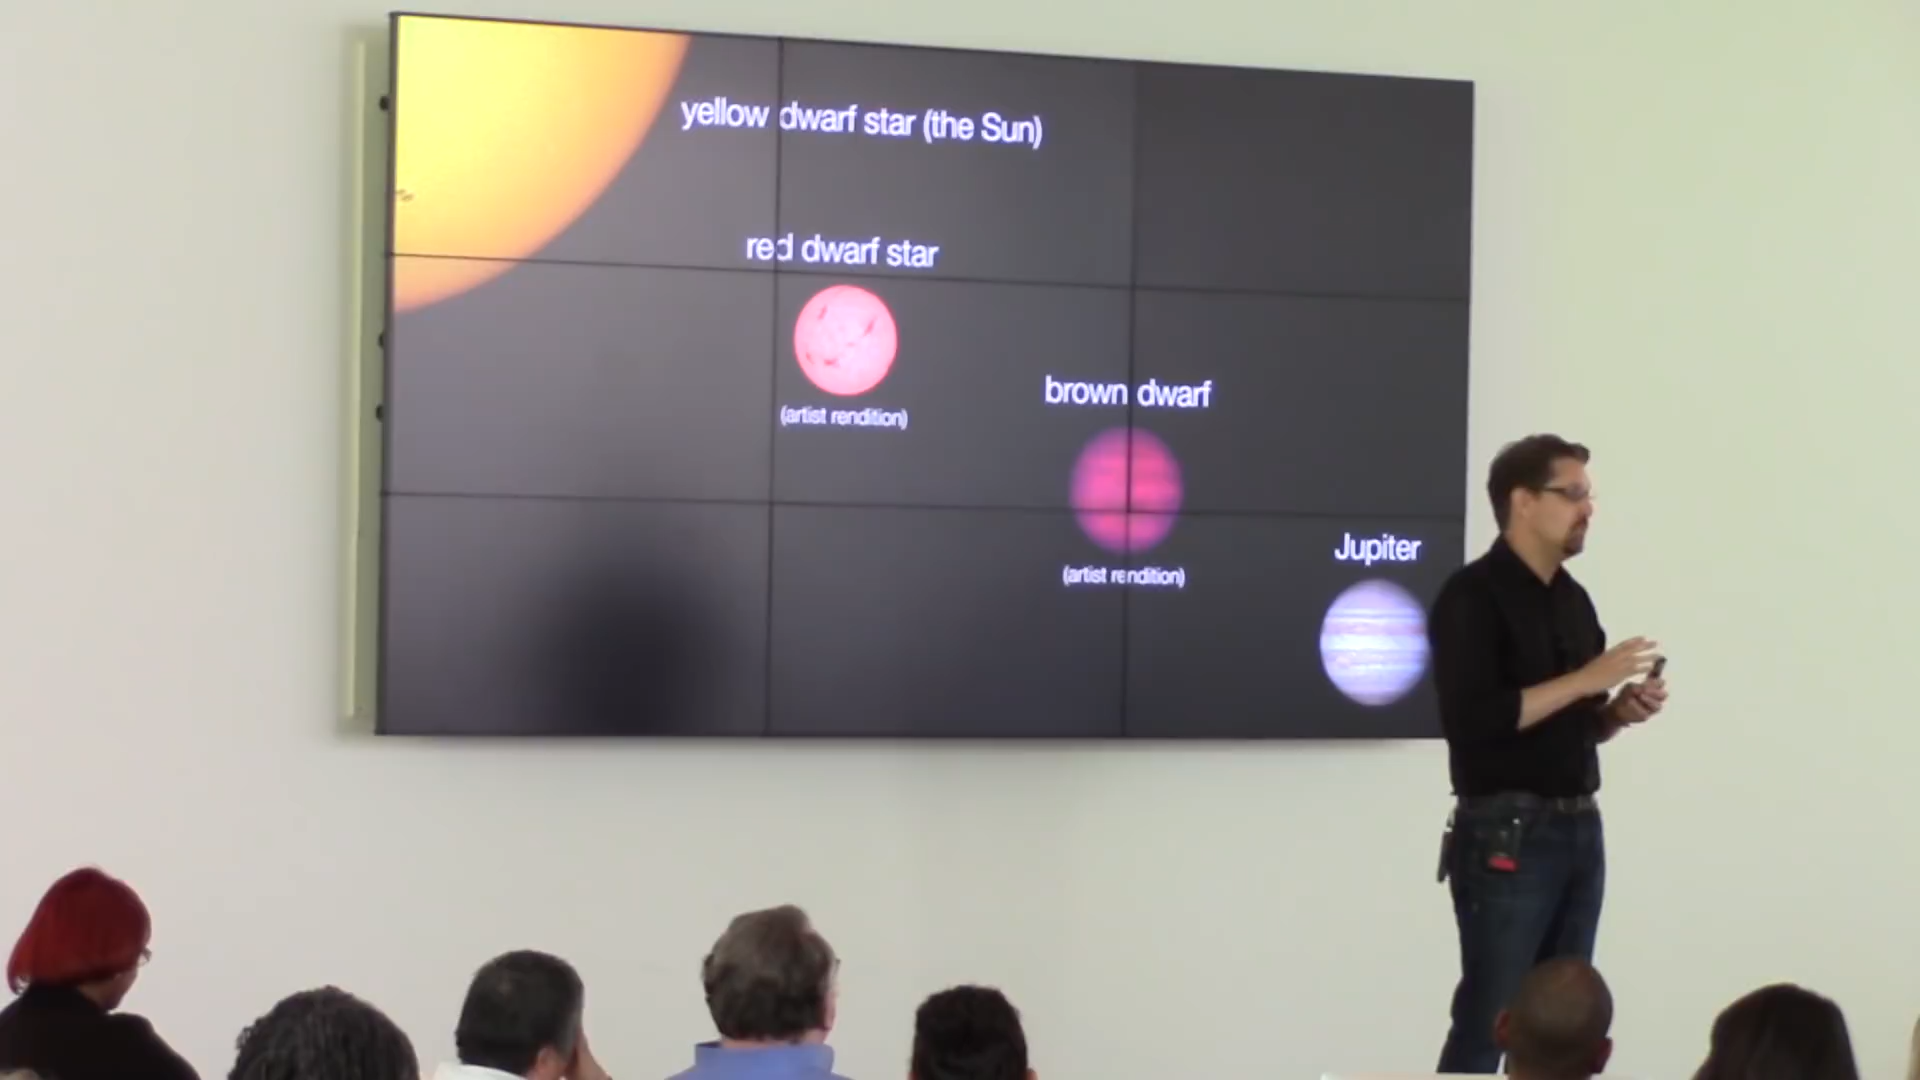 yellow dwarf star (the Sun)
red dwarf star
(artist rendition)
brown dwarf
(artist rendition)
Jupiter